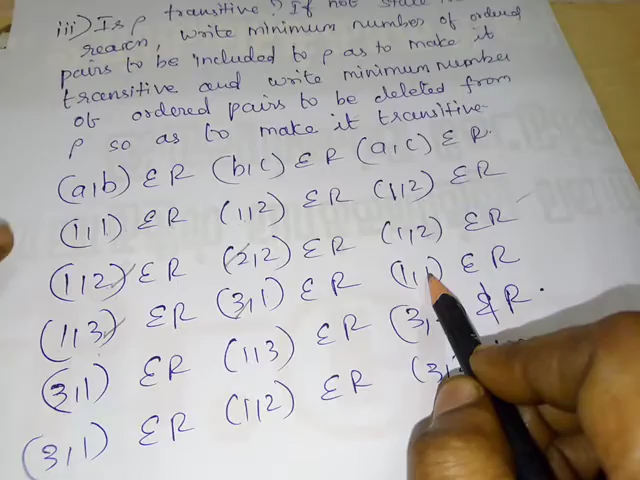 iii) Is ρ transitive? If not state
reason, write minimum number of ordered
pairs to be included to ρ as to make it
transitive and write minimum number
of ordered pairs to be deleted from
ρ so as to make it transitive.
(a,b) Ɛ R (b,c) Ɛ R (a,c) Ɛ R.
(1,1) Ɛ R (1,2) Ɛ R (1,2) Ɛ R
(1,2) Ɛ R (2,2) Ɛ R (1,2) Ɛ R
(1,3) Ɛ R (3,1) Ɛ R (1,1) Ɛ R
(3,1) Ɛ R (1,3) Ɛ R (3, ∉ R.
(3,1) Ɛ R (1,2) Ɛ R (3,